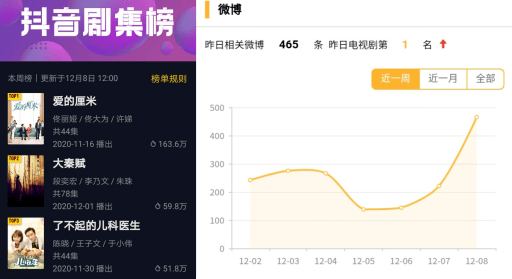 抖音剧集榜
本周榜｜更新于12月8日 12:00
榜单规则
TOP1
爱的厘米
佟丽娅 / 佟大为 / 许娣
共44集
2020-11-16 播出
163.6万
TOP2
大秦赋
段奕宏 / 李乃文 / 朱珠
共78集
2020-12-01 播出
59.8万
TOP3
了不起的儿科医生
陈晓 / 王子文 / 于小伟
共44集
2020-11-30 播出
51.8万
微博
昨日相关微博 465 条 昨日电视剧第 1 名
近一周 近一月 全部
500
400
300
200
100
0
12-02 12-03 12-04 12-05 12-06 12-07 12-08